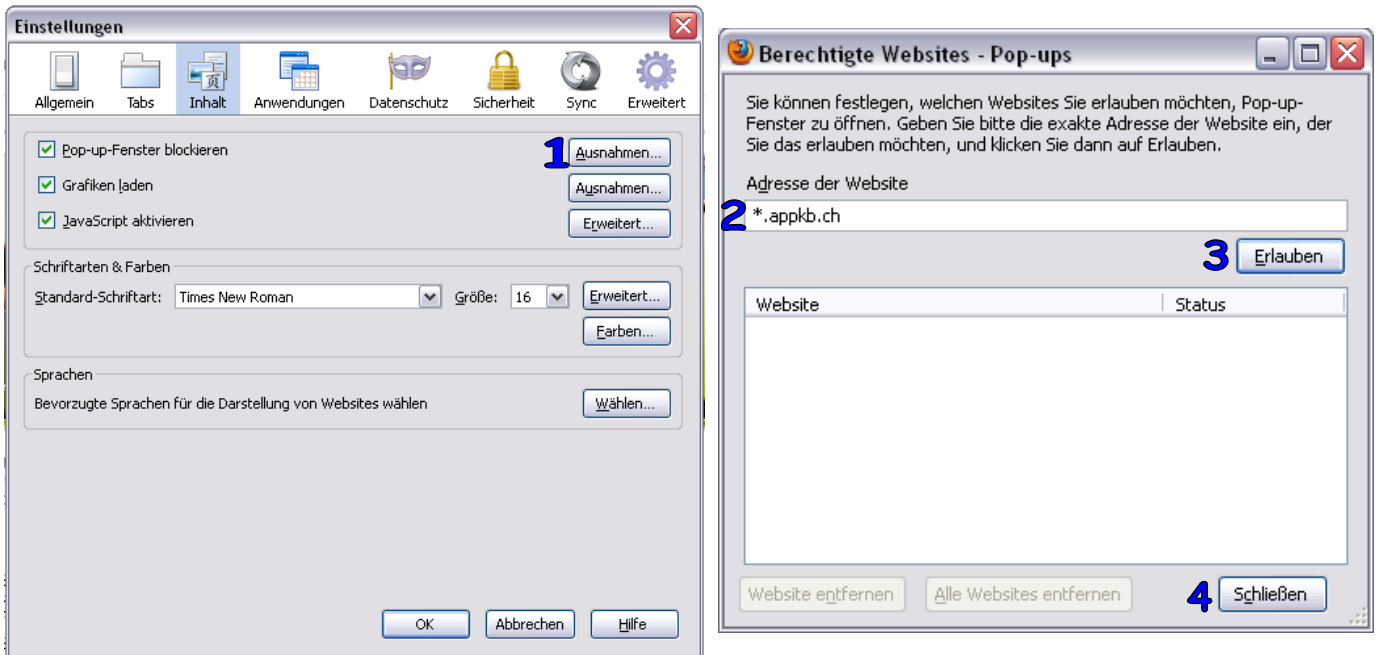 Einstellungen
Allgemein
Tabs
Inhalt
Anwendungen
Datenschutz
Sicherheit
Sync
Erweitert
Pop-up-Fenster blockieren
1
Ausnahmen...
Grafiken laden
Ausnahmen...
JavaScript aktivieren
Erweitert...
Schriftarten & Farben
Standard-Schriftart:
Times New Roman
Größe:
16
Erweitert...
Farben...
Sprachen
Bevorzugte Sprachen für die Darstellung von Websites wählen
Wählen...
OK
Abbrechen
Hilfe
Berechtigte Websites - Pop-ups
Sie können festlegen, welchen Websites Sie erlauben möchten, Pop-up-
Fenster zu öffnen. Geben Sie bitte die exakte Adresse der Website ein, der
Sie das erlauben möchten, und klicken Sie dann auf Erlauben.
Adresse der Website
2
*.appkb.ch
3
Erlauben
Website
Status
Website entfernen
Alle Websites entfernen
4
Schließen